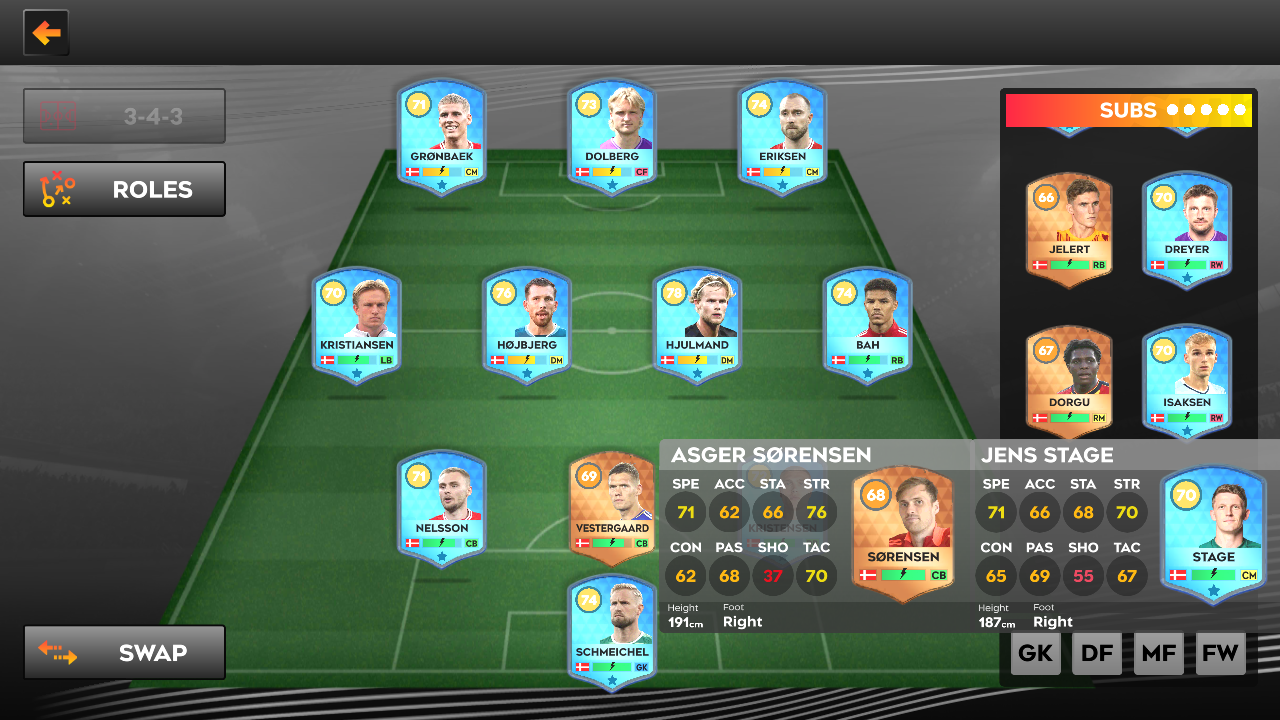 3-4-3
ROLES
71
GRØNBAEK
CM
73
DOLBERG
CF
74
ERIKSEN
CM
SUBS
66
JELERT
RB
70
DREYER
RW
70
KRISTIANSEN
LB
76
HØJBJERG
DM
78
HJULMAND
DM
74
BAH
RB
67
DORGU
RM
70
ISAKSEN
RW
71
NELSSON
CB
69
VESTERGAARD
CB
KRISTENSEN
ASGER SØRENSEN
SPE ACC STA STR
71 62 66 76
CON PAS SHO TAC
62 68 37 70
Height Foot
191cm Right
68
SØRENSEN
CB
JENS STAGE
SPE ACC STA STR
71 66 68 70
CON PAS SHO TAC
65 69 55 67
Height Foot
187cm Right
70
STAGE
CM
74
SCHMEICHEL
GK
SWAP
GK DF MF FW